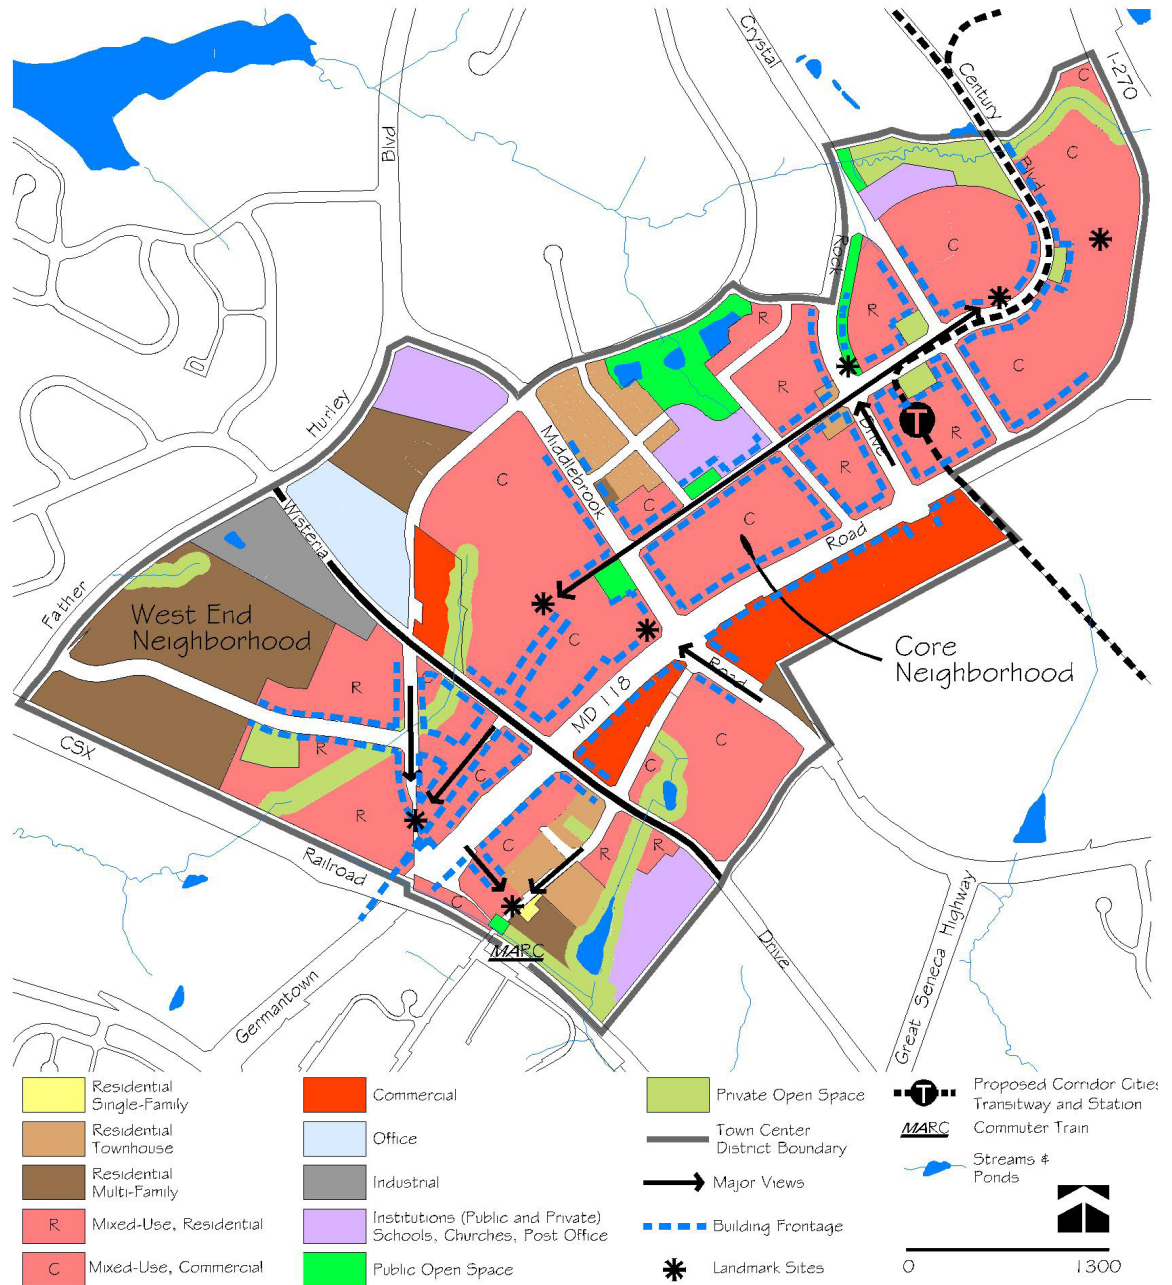 Crystal
Century
I-270
Blvd
C
Blvd
C
C
Rock
R
R
Hurley
R
C
Middlebrook
Drive
R
R
C
C
C
Road
Wisteria
Father
West End
Neighborhood
C
Core
Neighborhood
Road
R
C
MD 118
C
R
CSX
C
C
R
C
R
R
Railroad
C
MARC
Drive
Germantown
Great Seneca Highway
Residential
Single-Family
Residential
Townhouse
Residential
Multi-Family
R
Mixed-Use, Residential
C
Mixed-Use, Commercial
Commercial
Office
Industrial
Institutions (Public and Private)
Schools, Churches, Post Office
Public Open Space
Private Open Space
Town Center
District Boundary
Major Views
Building Frontage
Landmark Sites
T
Proposed Corridor Cities
Transitway and Station
MARC
Commuter Train
Streams &
Ponds
0
1300
T